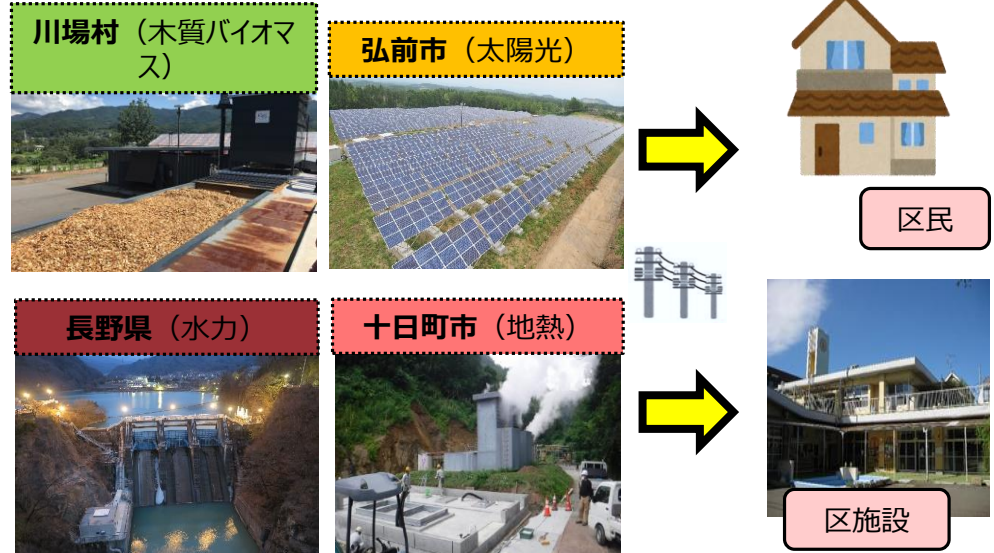 川場村（木質バイオマ
ス）
弘前市（太陽光）
区民
長野県（水力）
十日町市（地熱）
区施設